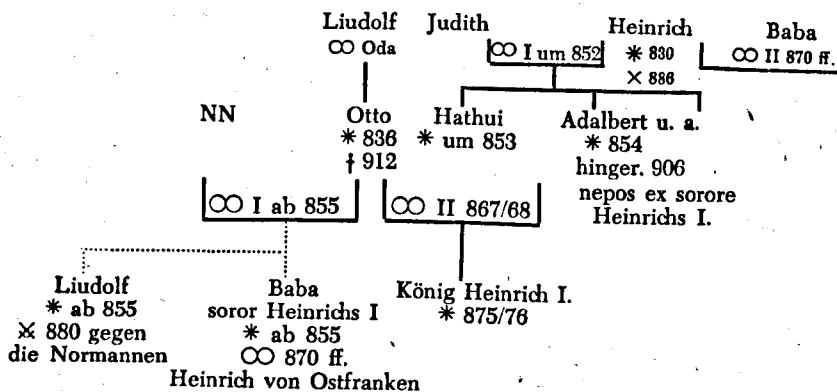 Liudolf Judith Heinrich Baba
∞ Oda ∞ I um 852 * 830 ∞ II 870 ff.
⚔ 886
NN Otto Hathui Adalbert u. a.
* 836 * um 853 * 854
† 912 hinger. 906
nepos ex sorore
∞ I ab 855 ∞ II 867/68 Heinrichs I.
Liudolf Baba König Heinrich I.
* ab 855 soror Heinrichs I * 875/76
⚔ 880 gegen * ab 855
die Normannen ∞ 870 ff.
Heinrich von Ostfranken